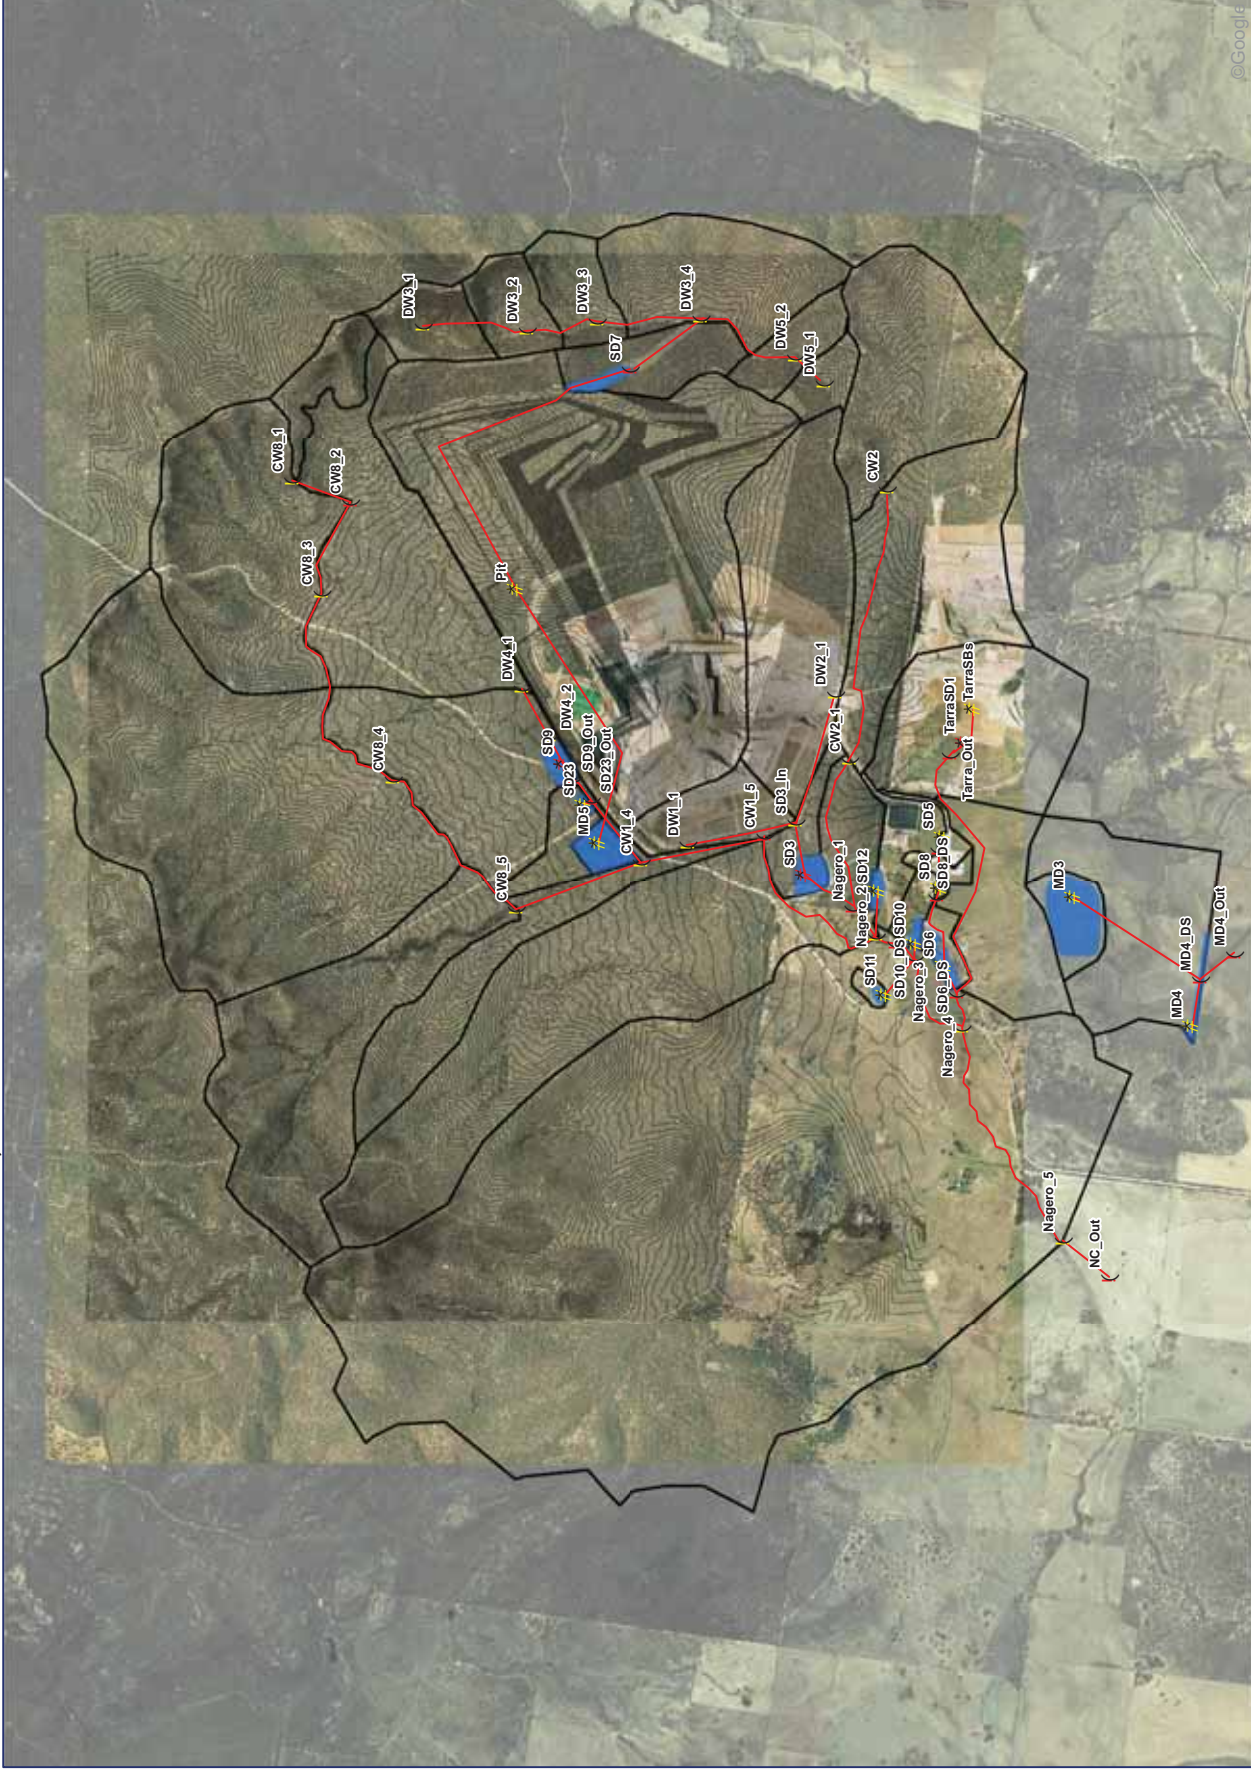 ©Google
DW3_1
DW3_2
DW3_3
DW3_4
SD7
DW5_2
DW5_1
CW8_1
CW8_2
CW8_3
CW2
Pit
DW4_1
DW4_2
SD9
SD9_Out
SD23
SD23_Out
MD5
CW8_4
CW8_5
CW1_4
DW1_1
CW1_5
SD3_In
SD3
DW2_1
CW2_1
TarraSD1
TarraSBs
Tarra_Out
SD5
SD8
SD8_DS
Nagero_1
SD12
Nagero_2
SD10
SD10_DS
SD11
SD6
SD6_DS
Nagero_3
Nagero_4
MD3
MD4_Out
MD4_DS
MD4
Nagero_5
NC_Out